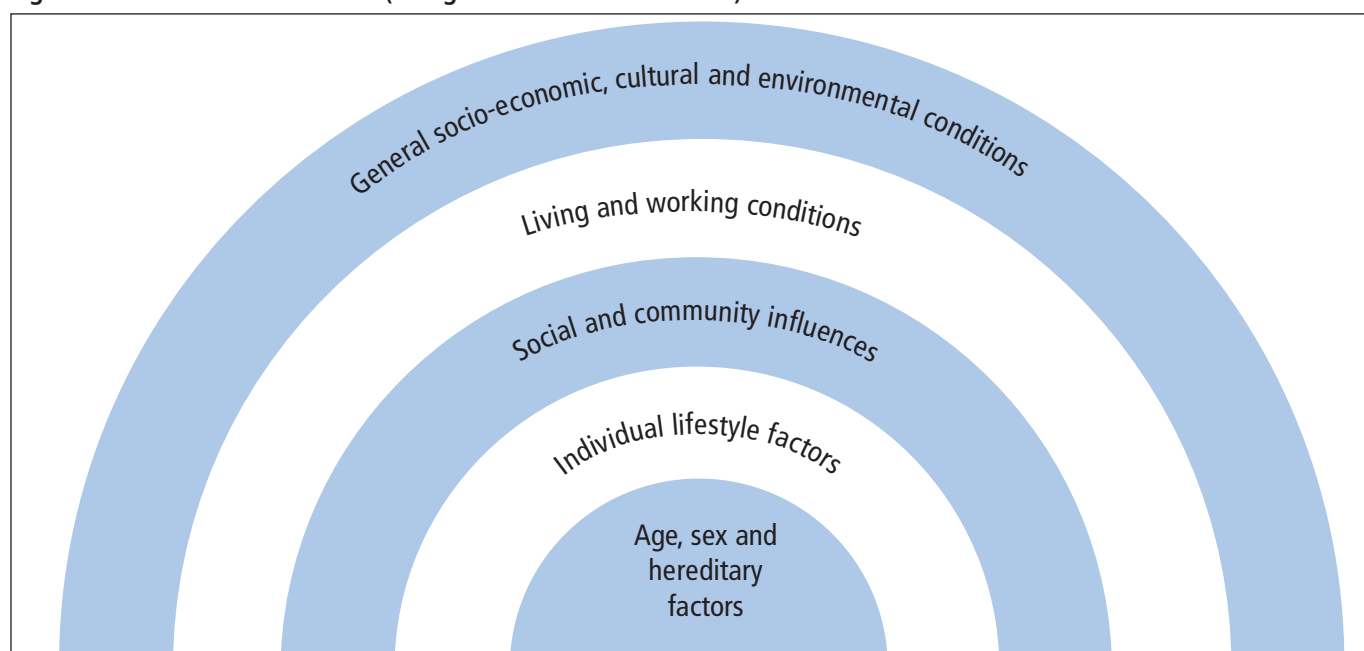 General socio-economic, cultural and environmental conditions
Living and working conditions
Social and community influences
Individual lifestyle factors
Age, sex and
hereditary
factors